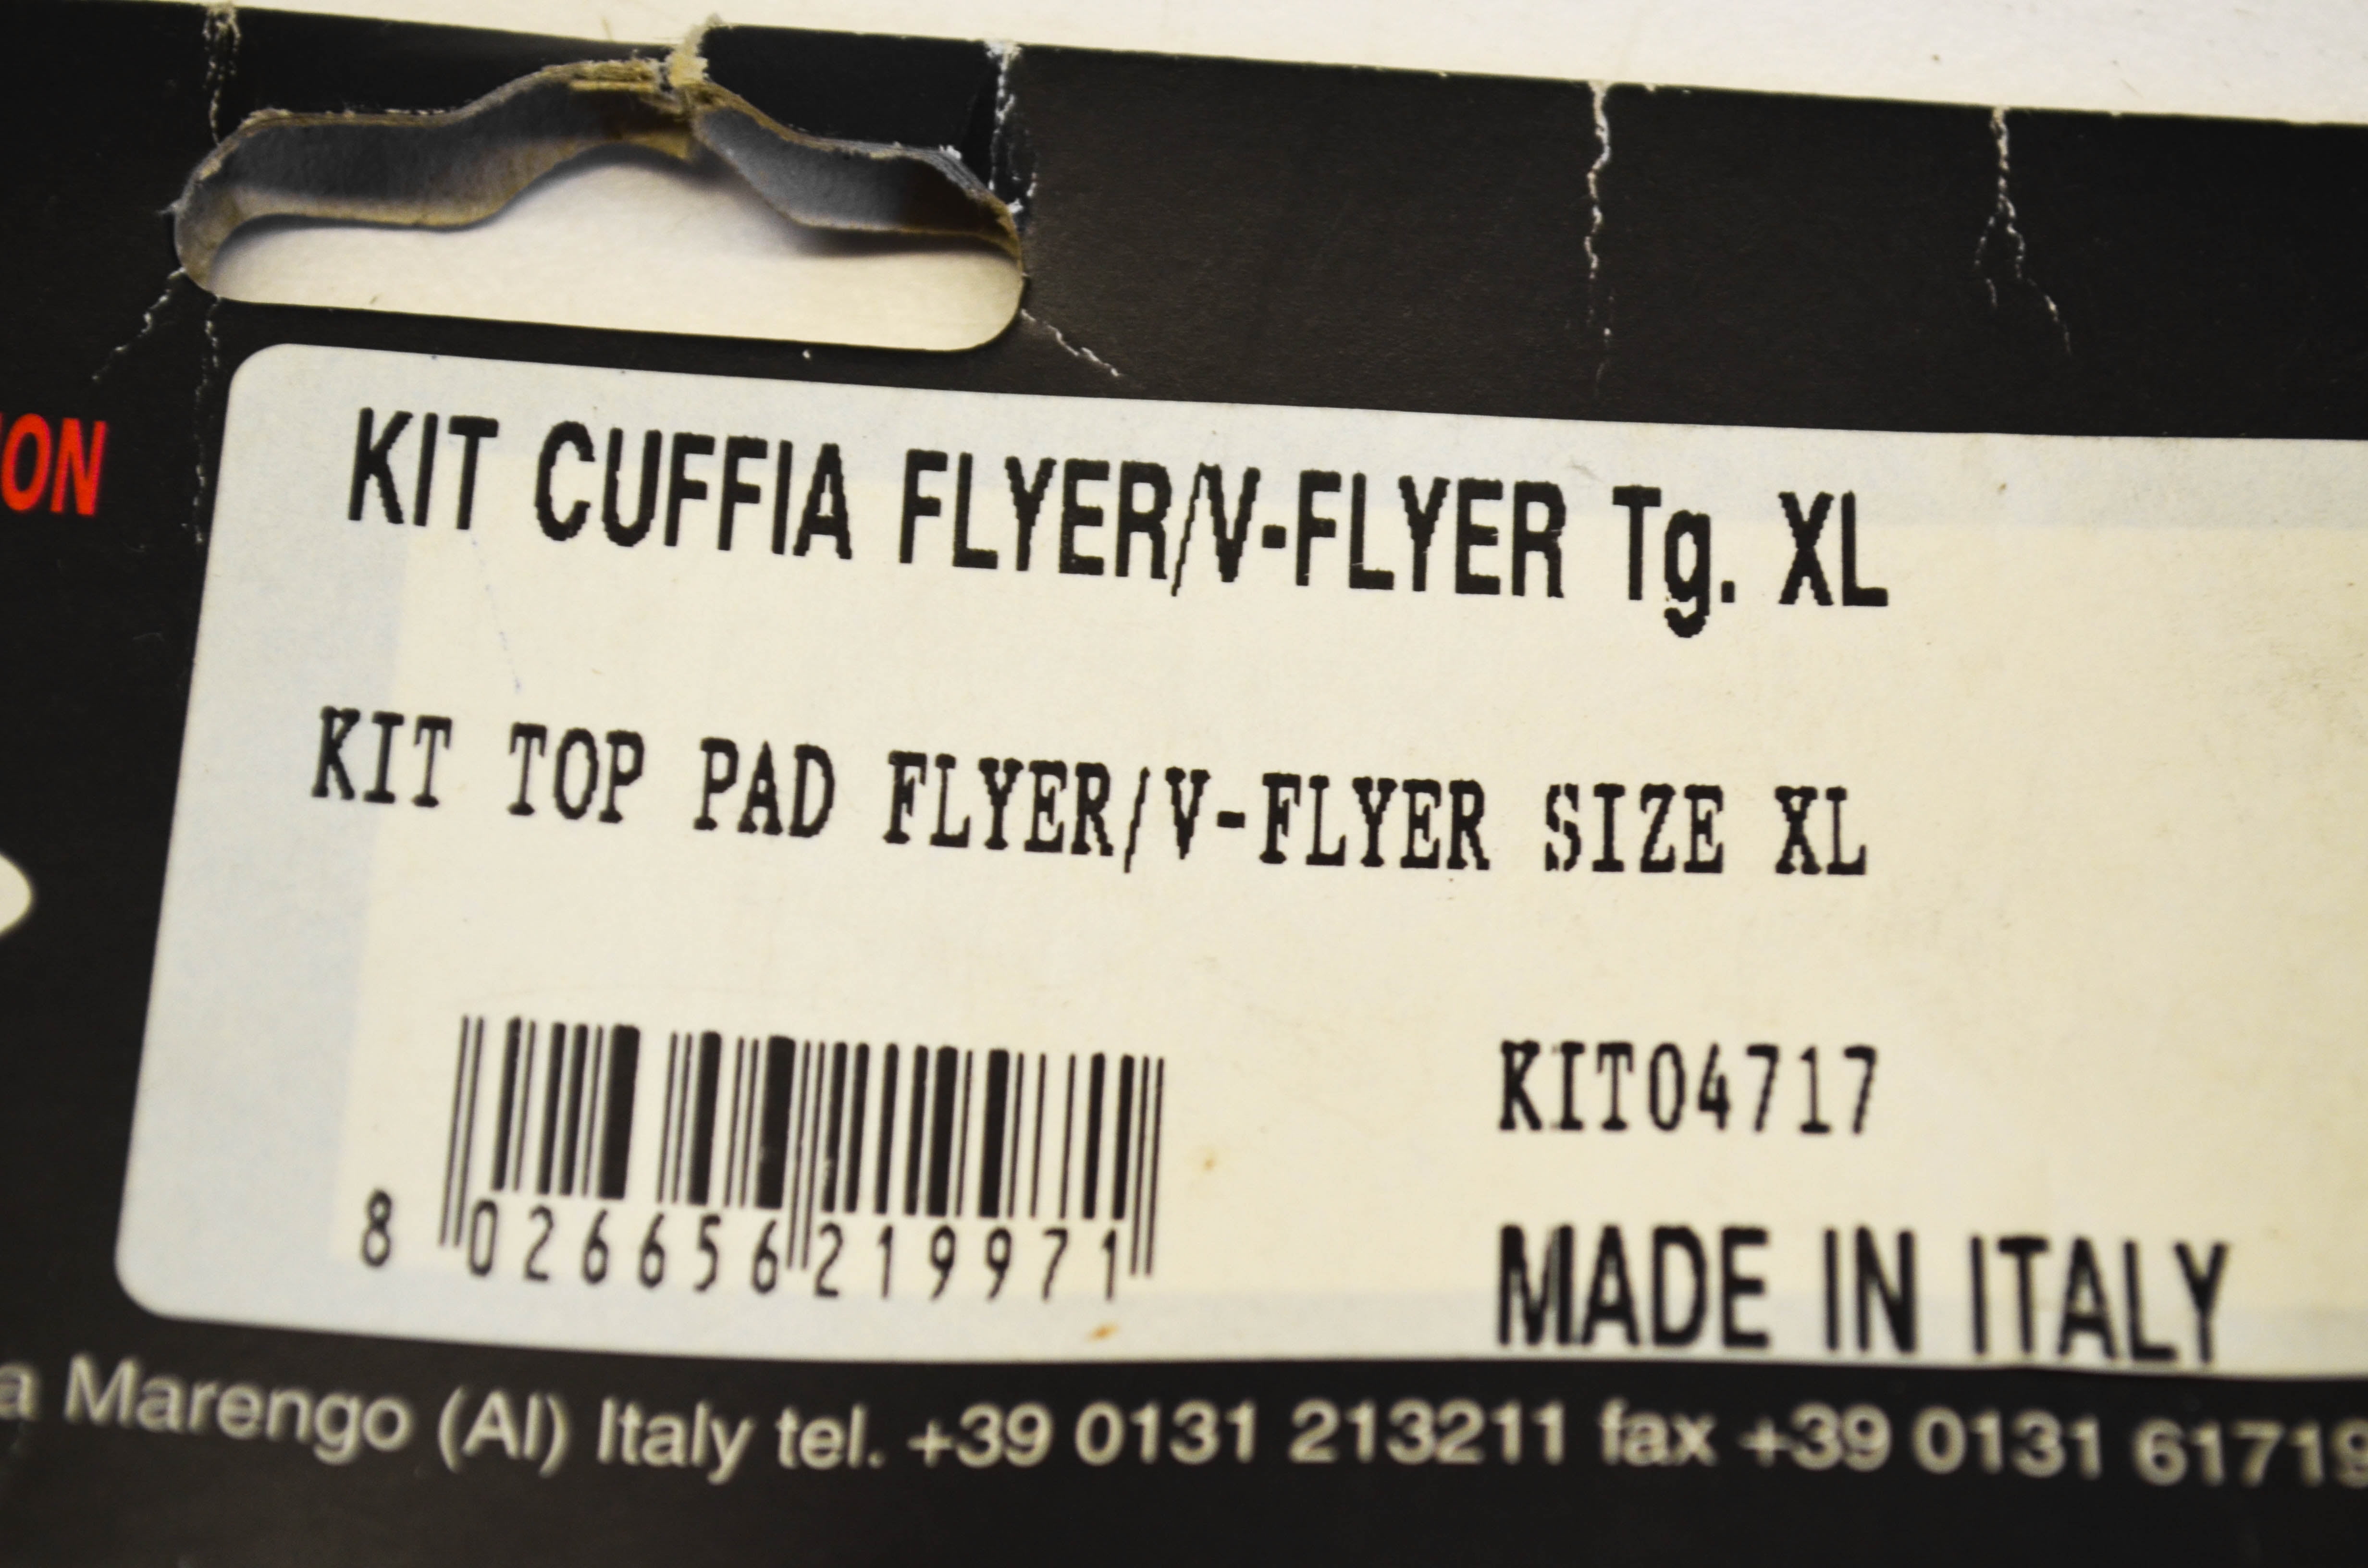 ION
KIT CUFFIA FLYER/V-FLYER Tg. XL
KIT TOP PAD FLYER/V-FLYER SIZE XL
KIT04717
8 026656 219971
MADE IN ITALY
a Marengo (Al) Italy tel. +39 0131 213211 fax +39 0131 61719